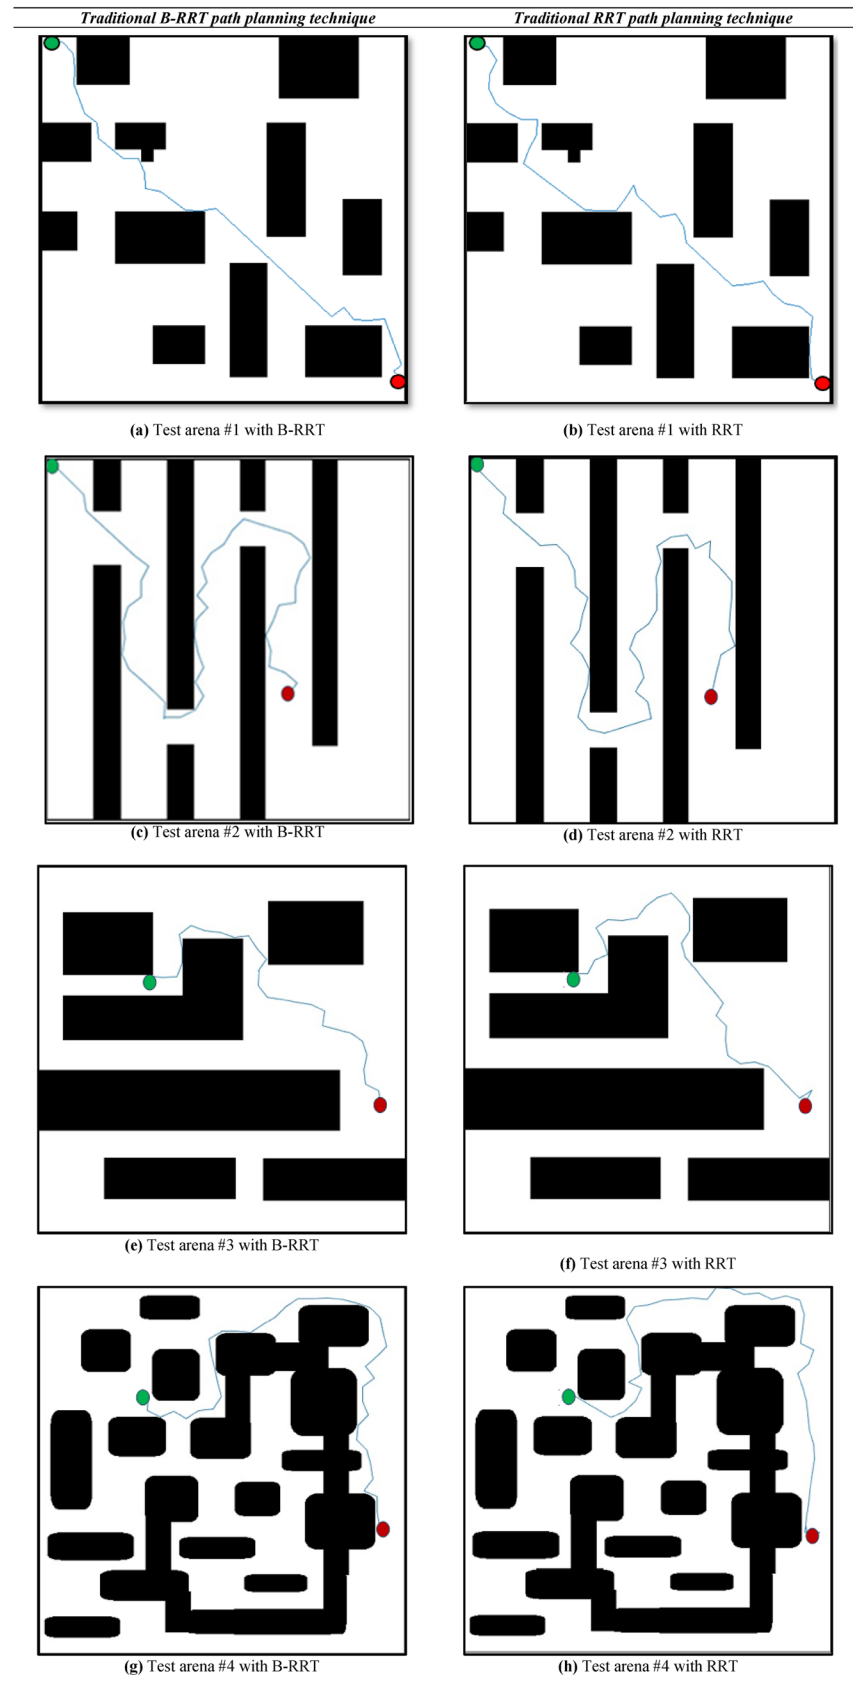 Traditional B-RRT path planning technique
Traditional RRT path planning technique
(a) Test arena #1 with B-RRT
(b) Test arena #1 with RRT
(c) Test arena #2 with B-RRT
(d) Test arena #2 with RRT
(e) Test arena #3 with B-RRT
(f) Test arena #3 with RRT
(g) Test arena #4 with B-RRT
(h) Test arena #4 with RRT